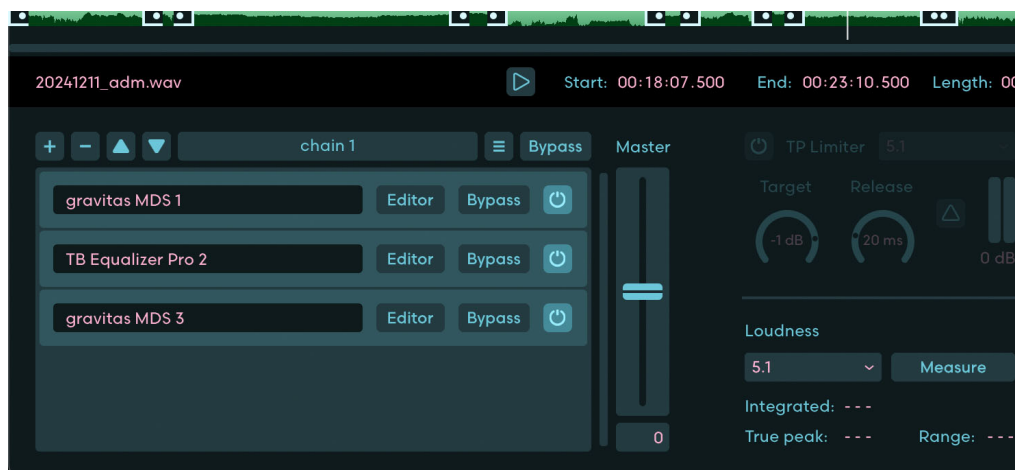 20241211_adm.wav Start: 00:18:07.500 End: 00:23:10.500 Length: 00
+ - chain 1 Bypass Master TP Limiter 5.1
gravitas MDS 1 Editor Bypass Target Release
-1 dB 20 ms
TB Equalizer Pro 2 Editor Bypass 0 dB
gravitas MDS 3 Editor Bypass
Loudness
5.1 Measure
Integrated: ---
0 True peak: --- Range: ---